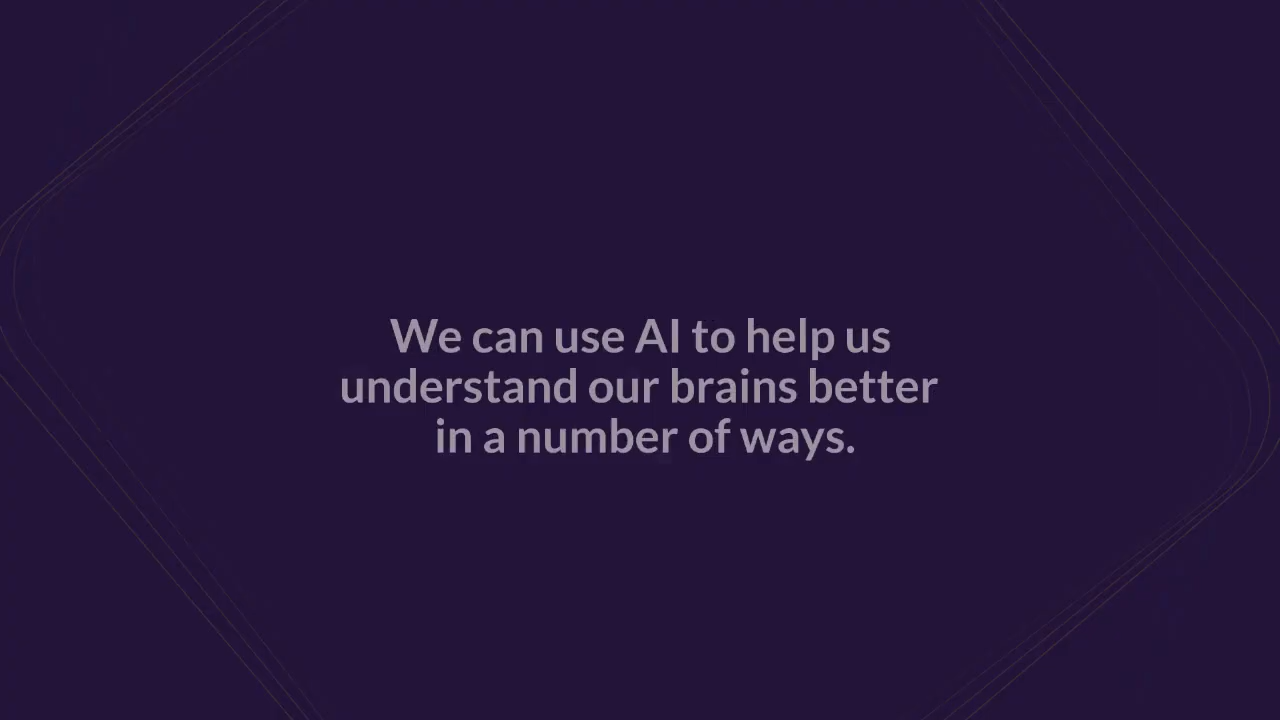 We can use AI to help us
understand our brains better
in a number of ways.